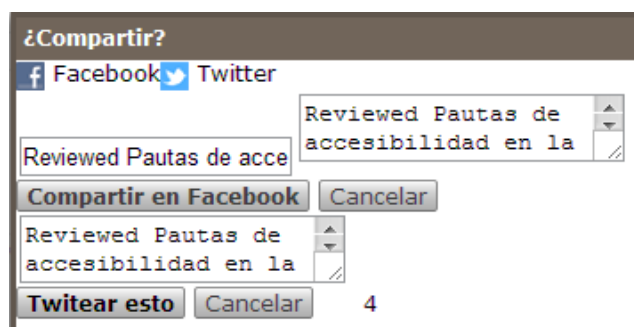 ¿Compartir?
Facebook Twitter
Reviewed Pautas de
accesibilidad en la
Reviewed Pautas de acce
Compartir en Facebook Cancelar
Reviewed Pautas de
accesibilidad en la
Twitear esto Cancelar 4